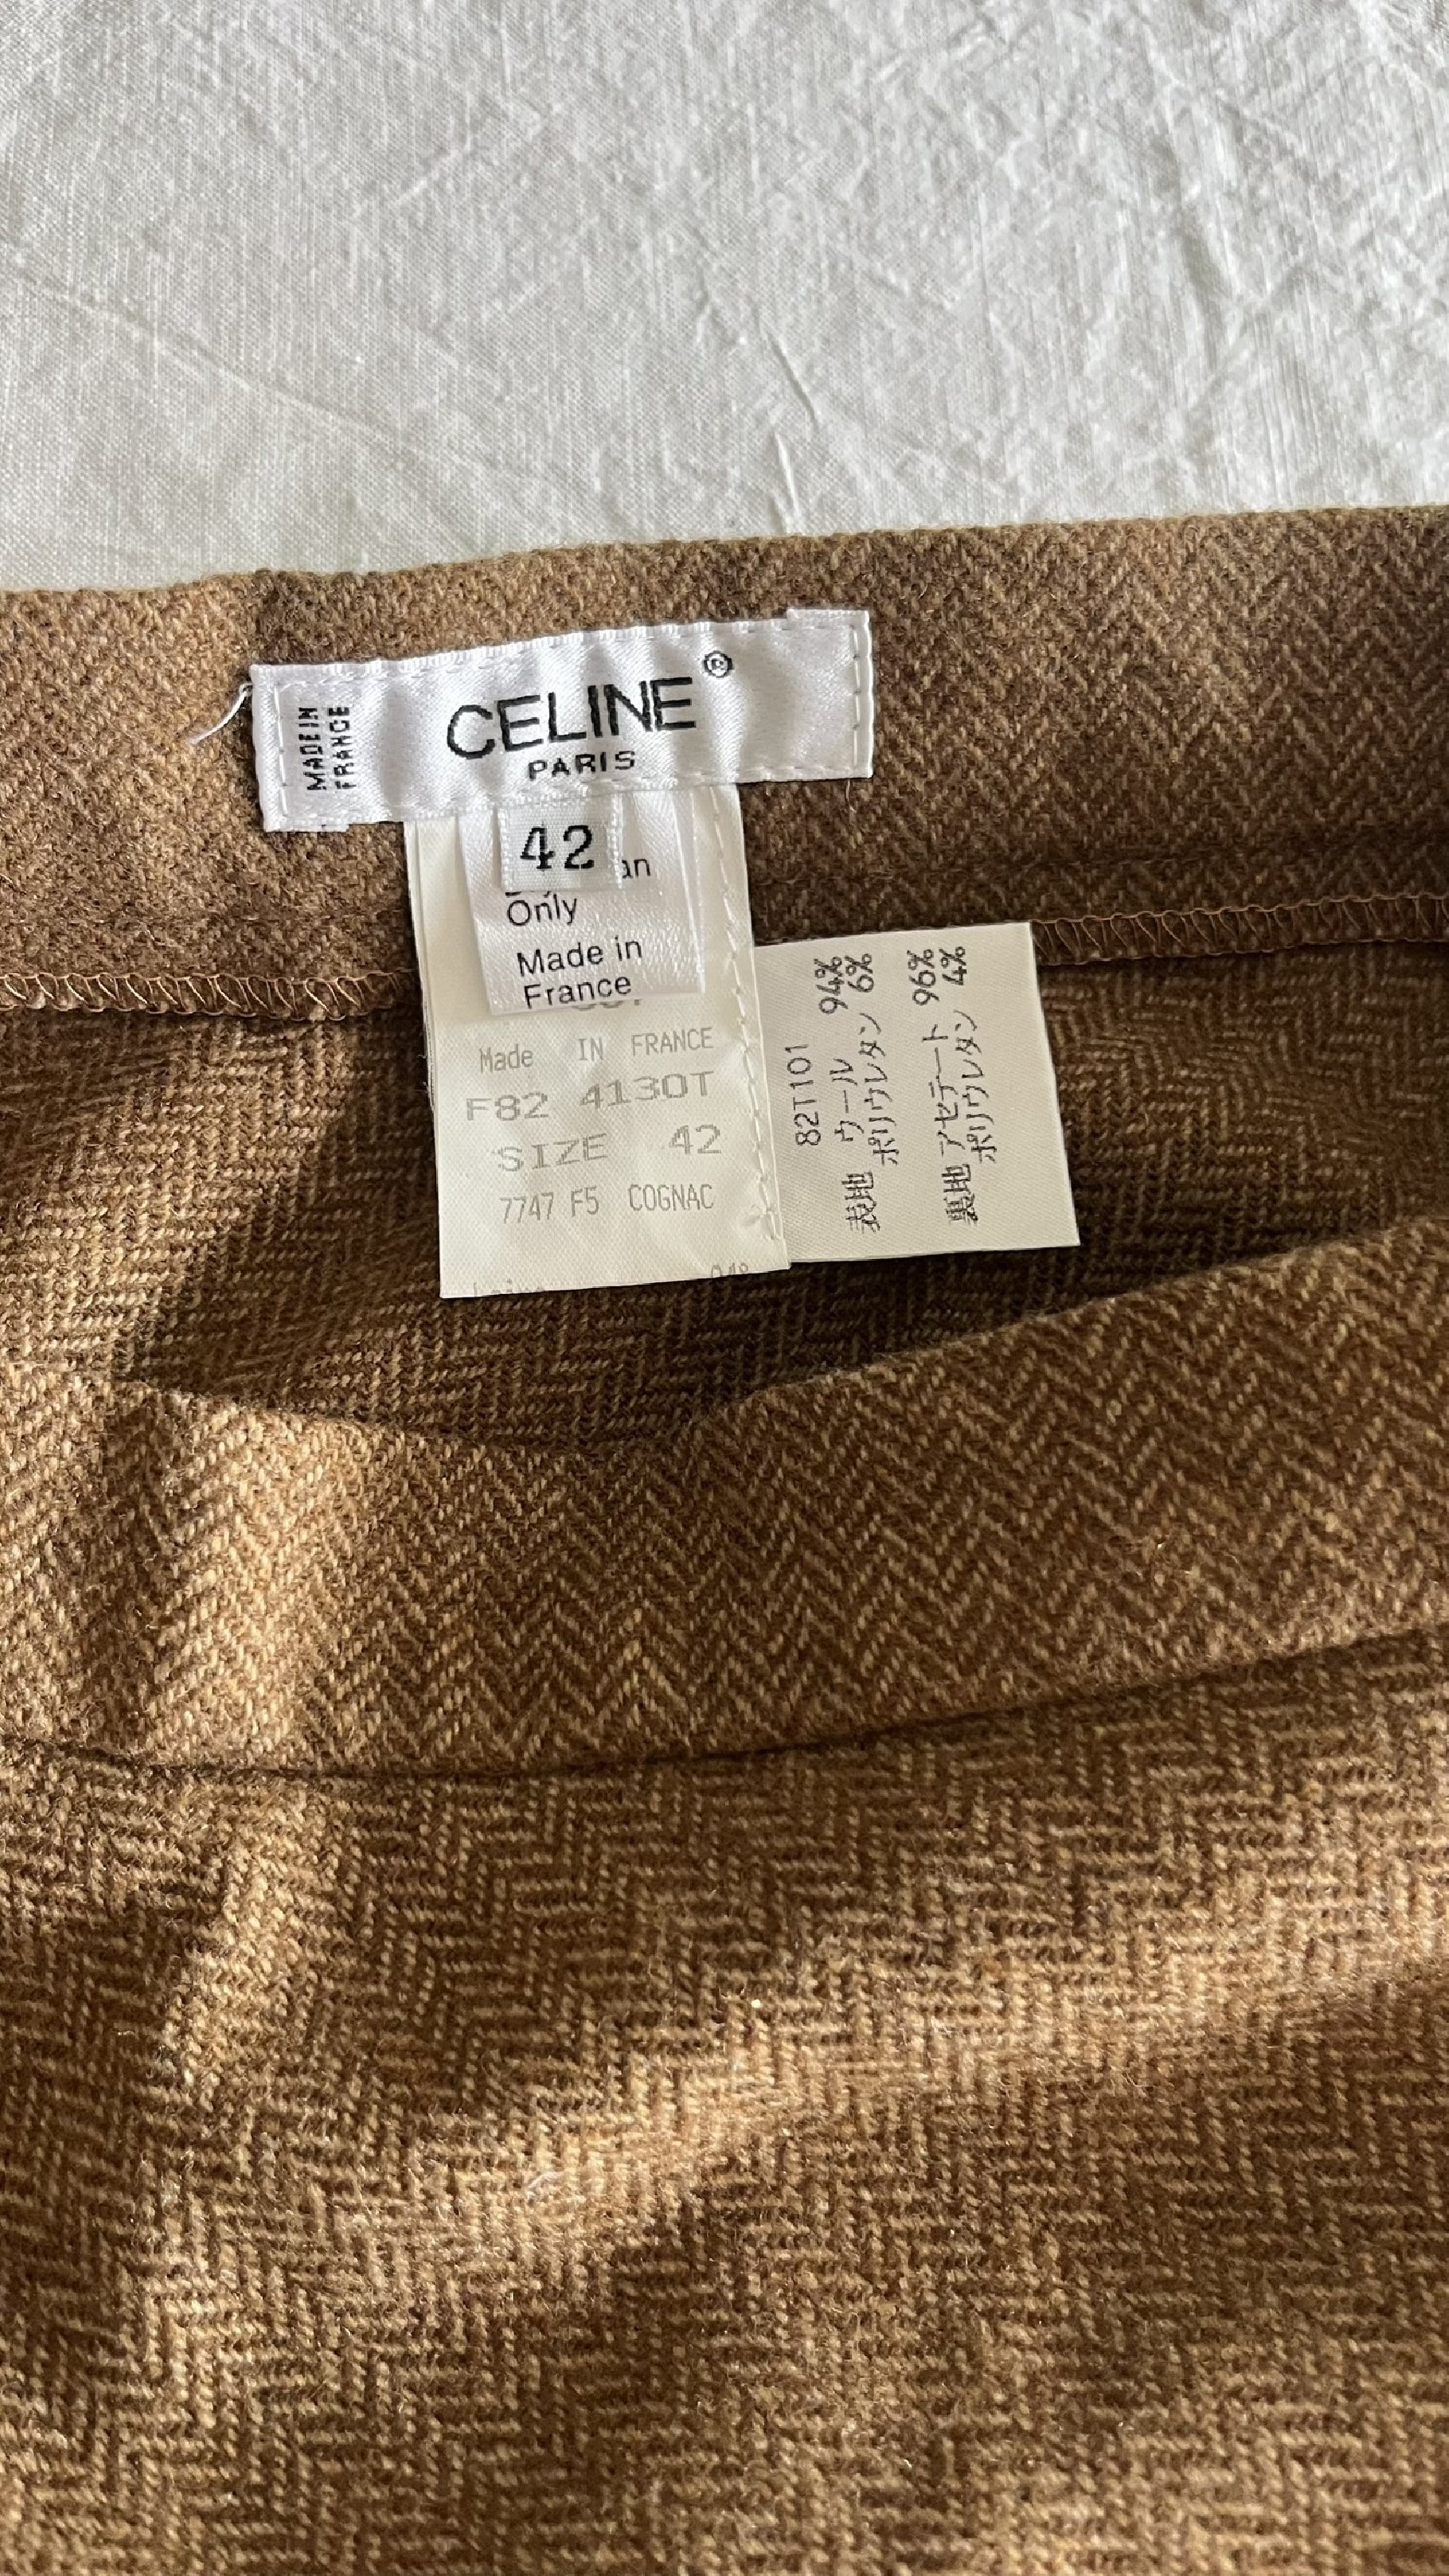 MADE IN
FRANCE
CELINE®
PARIS
42
Only
Made in
France
Made IN FRANCE
F82 4130T
SIZE 42
7747 F5 COGNAC
82T101
表地 ウール 94%
ポリウレタン 6%
裏地 アセテート 96%
ポリウレタン 4%